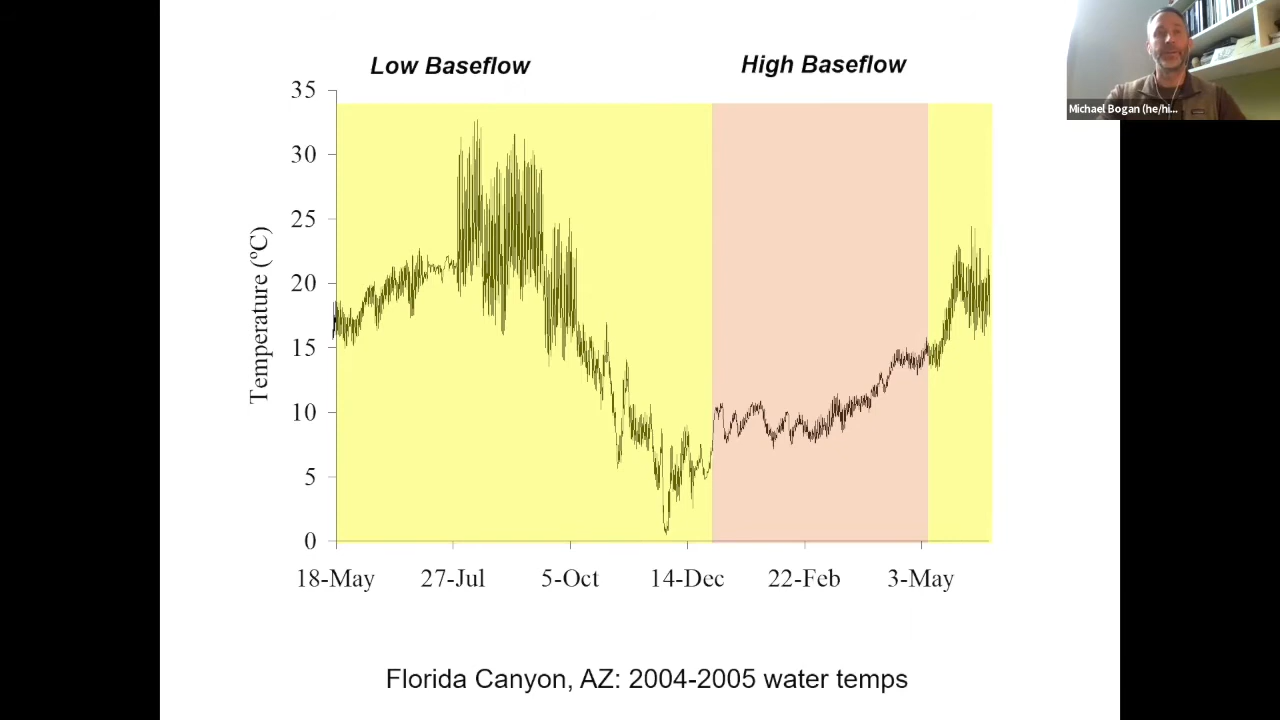 Low Baseflow
High Baseflow
Michael Bogan (he/hi...
35
30
25
20
15
10
5
0
Temperature (ºC)
18-May
27-Jul
5-Oct
14-Dec
22-Feb
3-May
Florida Canyon, AZ: 2004-2005 water temps